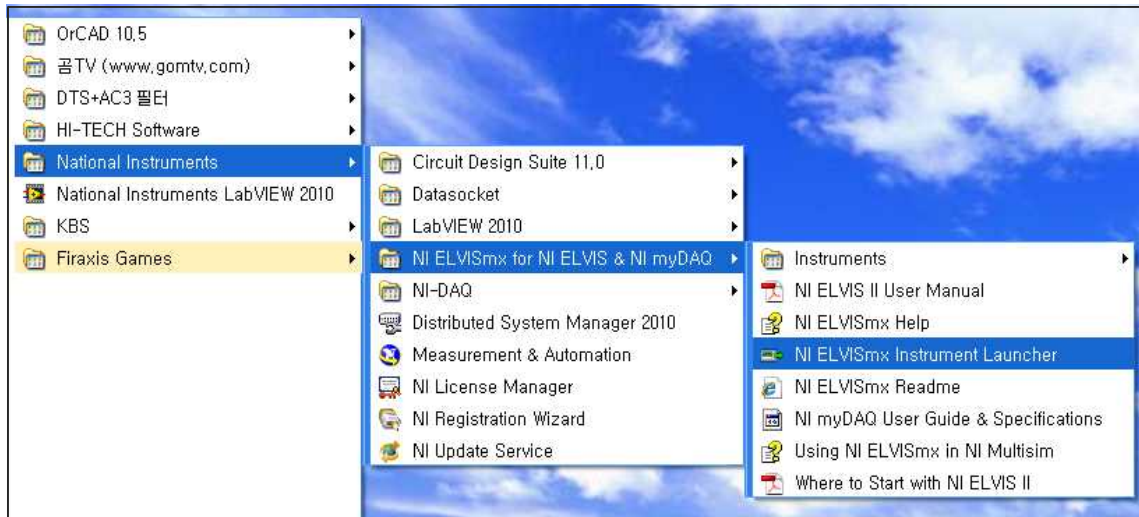 OrCAD 10,5
곰TV (www,gomtv,com)
DTS+AC3 필터
HI-TECH Software
National Instruments
National Instruments LabVIEW 2010
KBS
Firaxis Games
Circuit Design Suite 11,0
Datasocket
LabVIEW 2010
NI ELVISmx for NI ELVIS & NI myDAQ
NI-DAQ
Distributed System Manager 2010
Measurement & Automation
NI License Manager
NI Registration Wizard
NI Update Service
Instruments
NI ELVIS II User Manual
NI ELVISmx Help
NI ELVISmx Instrument Launcher
NI ELVISmx Readme
NI myDAQ User Guide & Specifications
Using NI ELVISmx in NI Multisim
Where to Start with NI ELVIS II